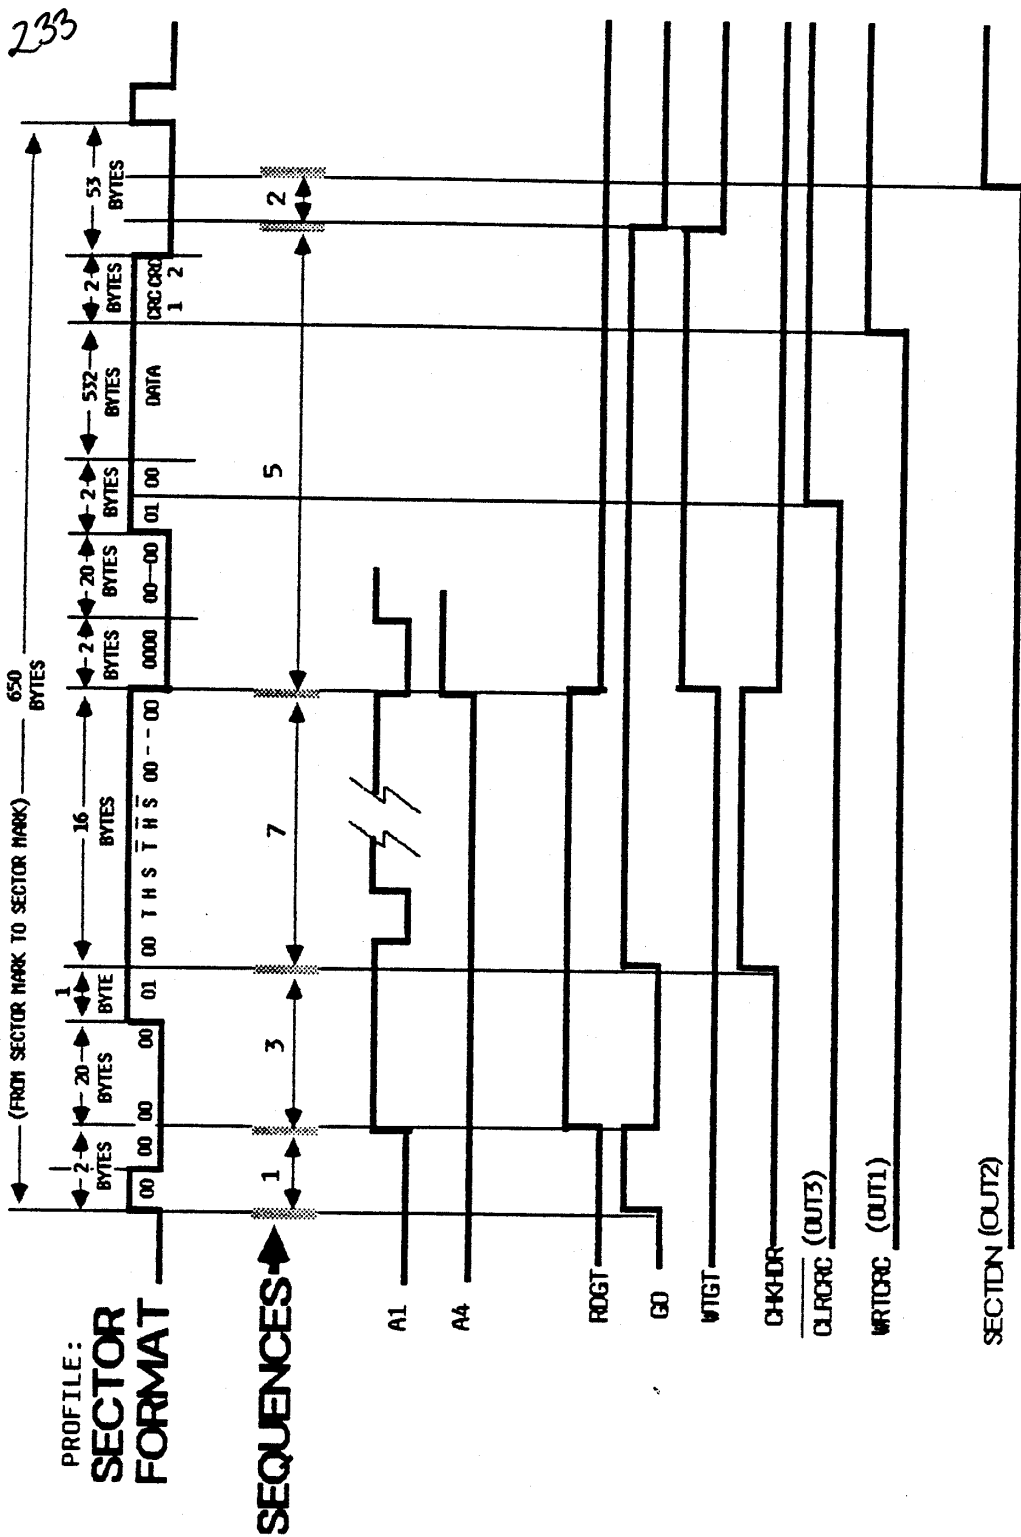 233
PROFILE:
SECTOR
FORMAT
(FROM SECTOR MARK TO SECTOR MARK) 650
BYTES
2
BYTES
20
BYTES
1
BYTE
16
BYTES
2
BYTES
20
BYTES
2
BYTES
532
BYTES
2
BYTES
53
BYTES
00 00 00 00 01 00 T H S T̅ H̅ S̅ 00 -- 00 0000 00--00 01 00 DATA CRC CRC
1 2
SEQUENCES
1 3 7 5 2
A1
A4
RDGT
GO
WTGT
CHKHDR
CLRCRC (OUT3)
WRTCRC (OUT1)
SECTDN (OUT2)